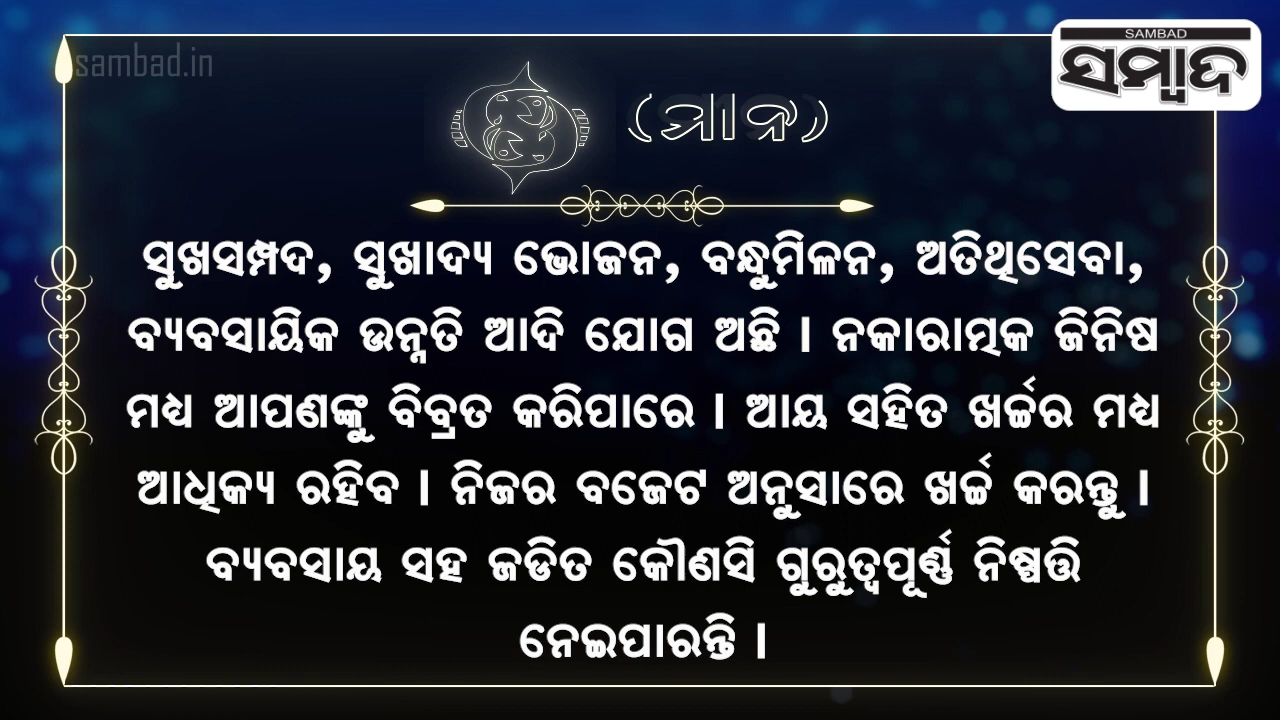 sambad.in
SAMBAD
ସମ୍ବାଦ
(ମୀନ)
ସୁଖସମ୍ପଦ, ସୁଖାଦ୍ୟ ଭୋଜନ, ବନ୍ଧୁମିଳନ, ଅତିଥିସେବା,
ବ୍ୟବସାୟିକ ଉନ୍ନତି ଆଦି ଯୋଗ ଅଛି । ନକାରାତ୍ମକ ଜିନିଷ
ମଧ୍ୟ ଆପଣଙ୍କୁ ବିବ୍ରତ କରିପାରେ । ଆୟ ସହିତ ଖର୍ଚ୍ଚର ମଧ୍ୟ
ଆଧିକ୍ୟ ରହିବ । ନିଜର ବଜେଟ ଅନୁସାରେ ଖର୍ଚ୍ଚ କରନ୍ତୁ ।
ବ୍ୟବସାୟ ସହ ଜଡିତ କୌଣସି ଗୁରୁତ୍ୱପୂର୍ଣ୍ଣ ନିଷ୍ପତ୍ତି
ନେଇପାରନ୍ତି ।